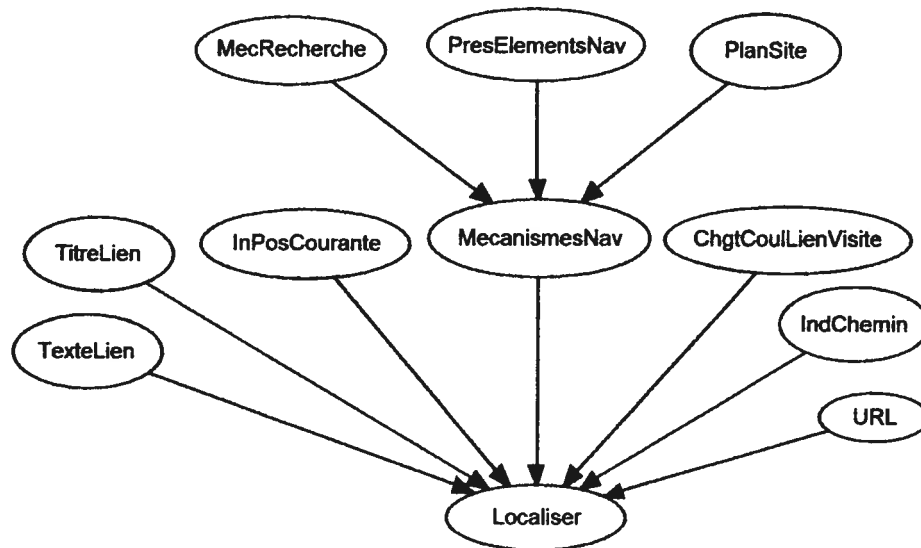 MecRecherche
PresElementsNav
PlanSite
InPosCourante
MecanismesNav
ChgtCoulLienVisite
TitreLien
IndChemin
TexteLien
URL
Localiser